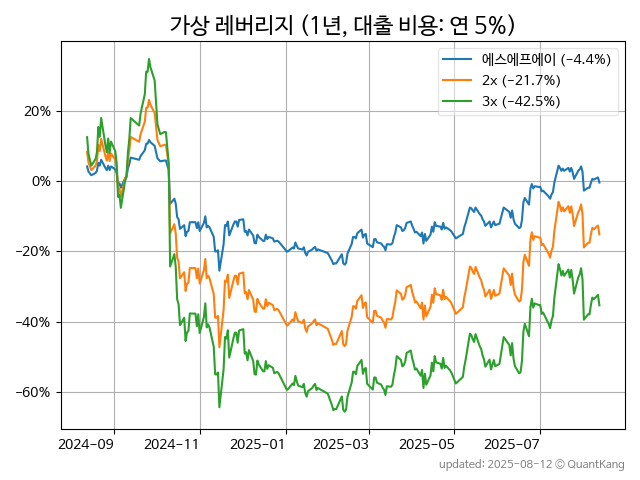 가상 레버리지 (1년, 대출 비용: 연 5%)
에스에프에이 (−4.4%)
2x (−21.7%)
3x (−42.5%)
20%
0%
−20%
−40%
−60%
2024-09 2024-11 2025-01 2025-03 2025-05 2025-07
updated: 2025-08-12 © QuantKang